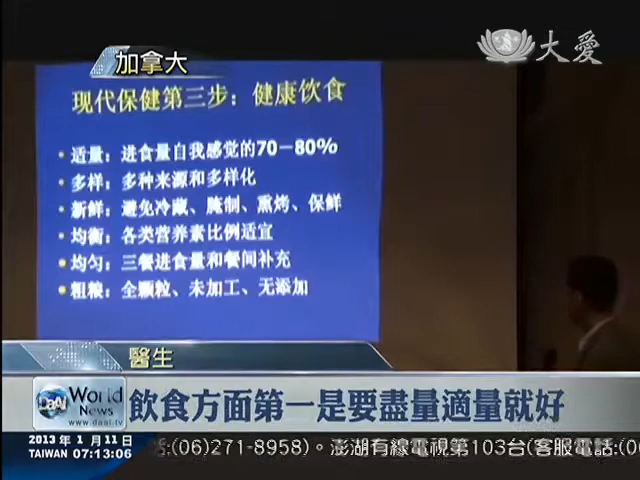 大愛
加拿大
现代保健第三步：健康饮食
• 适量：进食量自我感觉的70－80%
• 多样：多种来源和多样化
• 新鲜：避免冷藏、腌制、熏烤、保鲜
• 均衡：各类营养素比例适宜
• 均匀：三餐进食量和餐间补充
• 粗粮：全颗粒、未加工、无添加
醫生
DaAi World News
www.daai.tv
飲食方面第一是要盡量適量就好
2013 年 1 月 11 日
TAIWAN 07:13:06
:(06)271-8958)。澎湖有線電視第103台(客服電話:(0